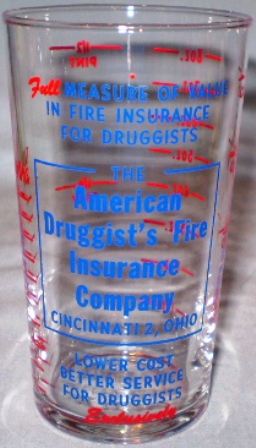 Full MEASURE OF VALUE
IN FIRE INSURANCE
FOR DRUGGISTS
THE
American
Druggist's Fire
Insurance
Company
CINCINNATI 2, OHIO
LOWER COST
BETTER SERVICE
FOR DRUGGISTS
Exclusively